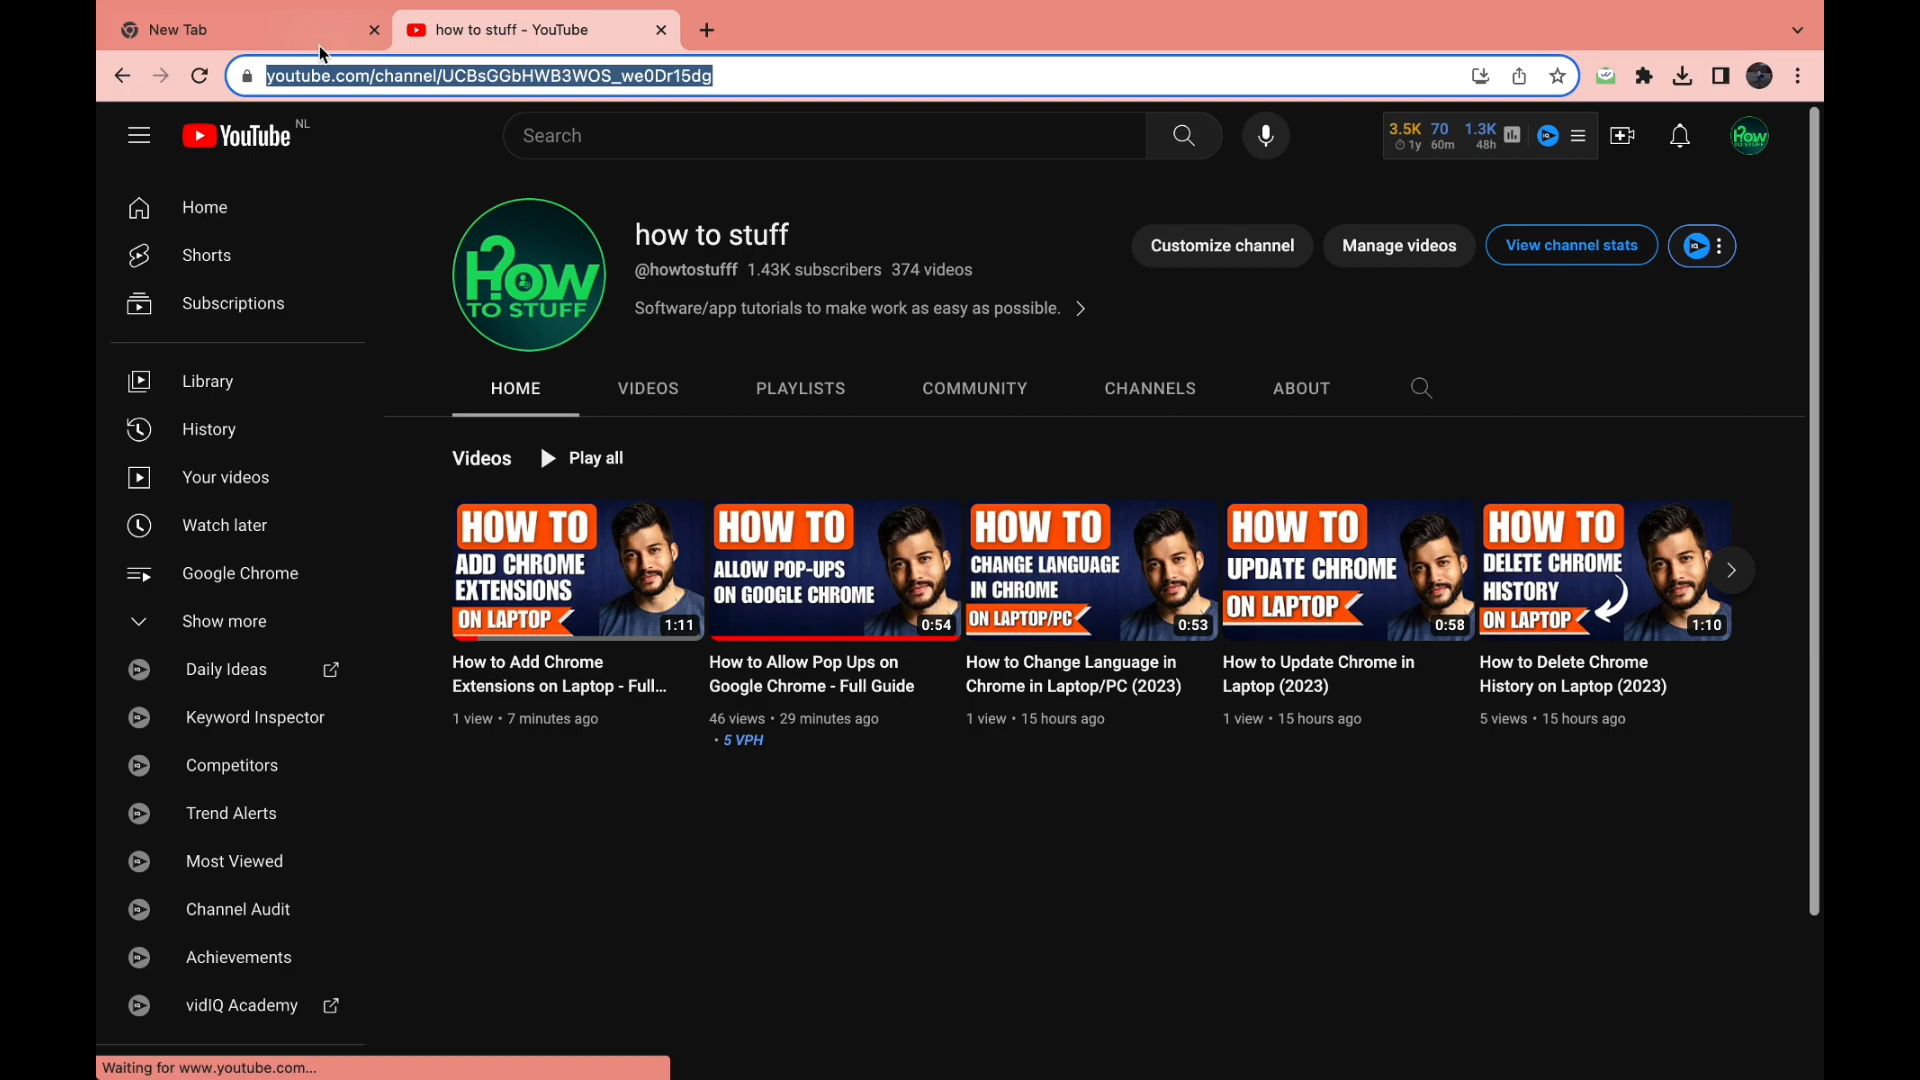 New Tab
how to stuff - YouTube
youtube.com/channel/UCBsGGbHWB3WOS_we0Dr15dg
YouTube NL
Search
3.5K 70 1.3K
1y 60m 48h
HOW TO STUFF
Home
Shorts
Subscriptions
Library
History
Your videos
Watch later
Google Chrome
Show more
Daily Ideas
Keyword Inspector
Competitors
Trend Alerts
Most Viewed
Channel Audit
Achievements
vidIQ Academy
HOW
TO STUFF
how to stuff
@howtostufff 1.43K subscribers 374 videos
Software/app tutorials to make work as easy as possible.
Customize channel
Manage videos
View channel stats
HOME
VIDEOS
PLAYLISTS
COMMUNITY
CHANNELS
ABOUT
Videos
Play all
HOW TO
ADD CHROME
EXTENSIONS
ON LAPTOP
1:11
How to Add Chrome
Extensions on Laptop - Full...
1 view • 7 minutes ago
HOW TO
ALLOW POP-UPS
ON GOOGLE CHROME
0:54
How to Allow Pop Ups on
Google Chrome - Full Guide
46 views • 29 minutes ago
• 5 VPH
HOW TO
CHANGE LANGUAGE
IN CHROME
ON LAPTOP/PC
0:53
How to Change Language in
Chrome in Laptop/PC (2023)
1 view • 15 hours ago
HOW TO
UPDATE CHROME
ON LAPTOP
0:58
How to Update Chrome in
Laptop (2023)
1 view • 15 hours ago
HOW TO
DELETE CHROME
HISTORY
ON LAPTOP
1:10
How to Delete Chrome
History on Laptop (2023)
5 views • 15 hours ago
Waiting for www.youtube.com...